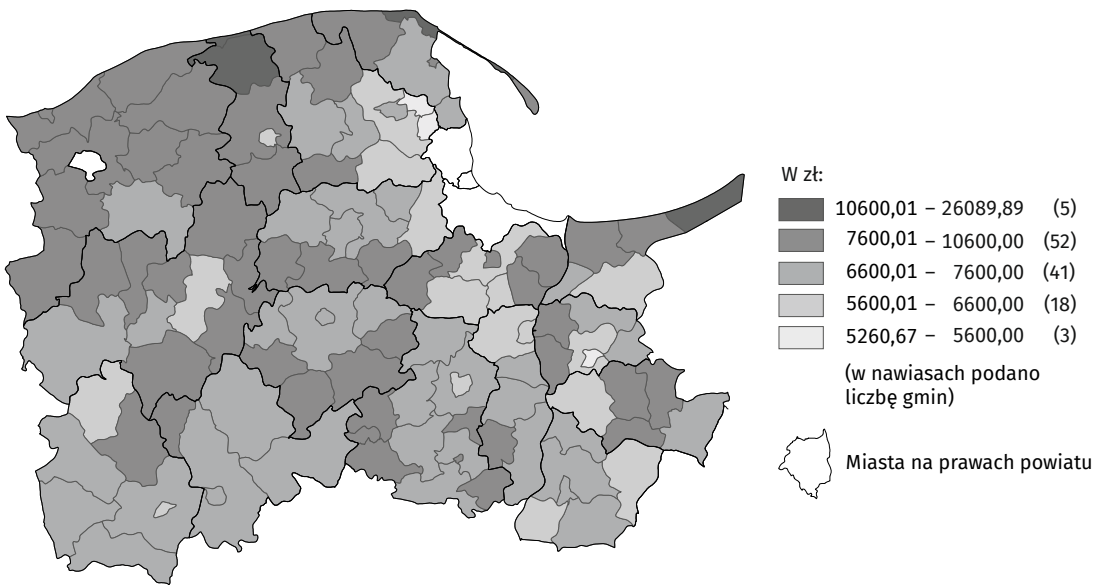 W zł:
10600,01 – 26089,89 (5)
7600,01 – 10600,00 (52)
6600,01 – 7600,00 (41)
5600,01 – 6600,00 (18)
5260,67 – 5600,00 (3)
(w nawiasach podano
liczbę gmin)
Miasta na prawach powiatu